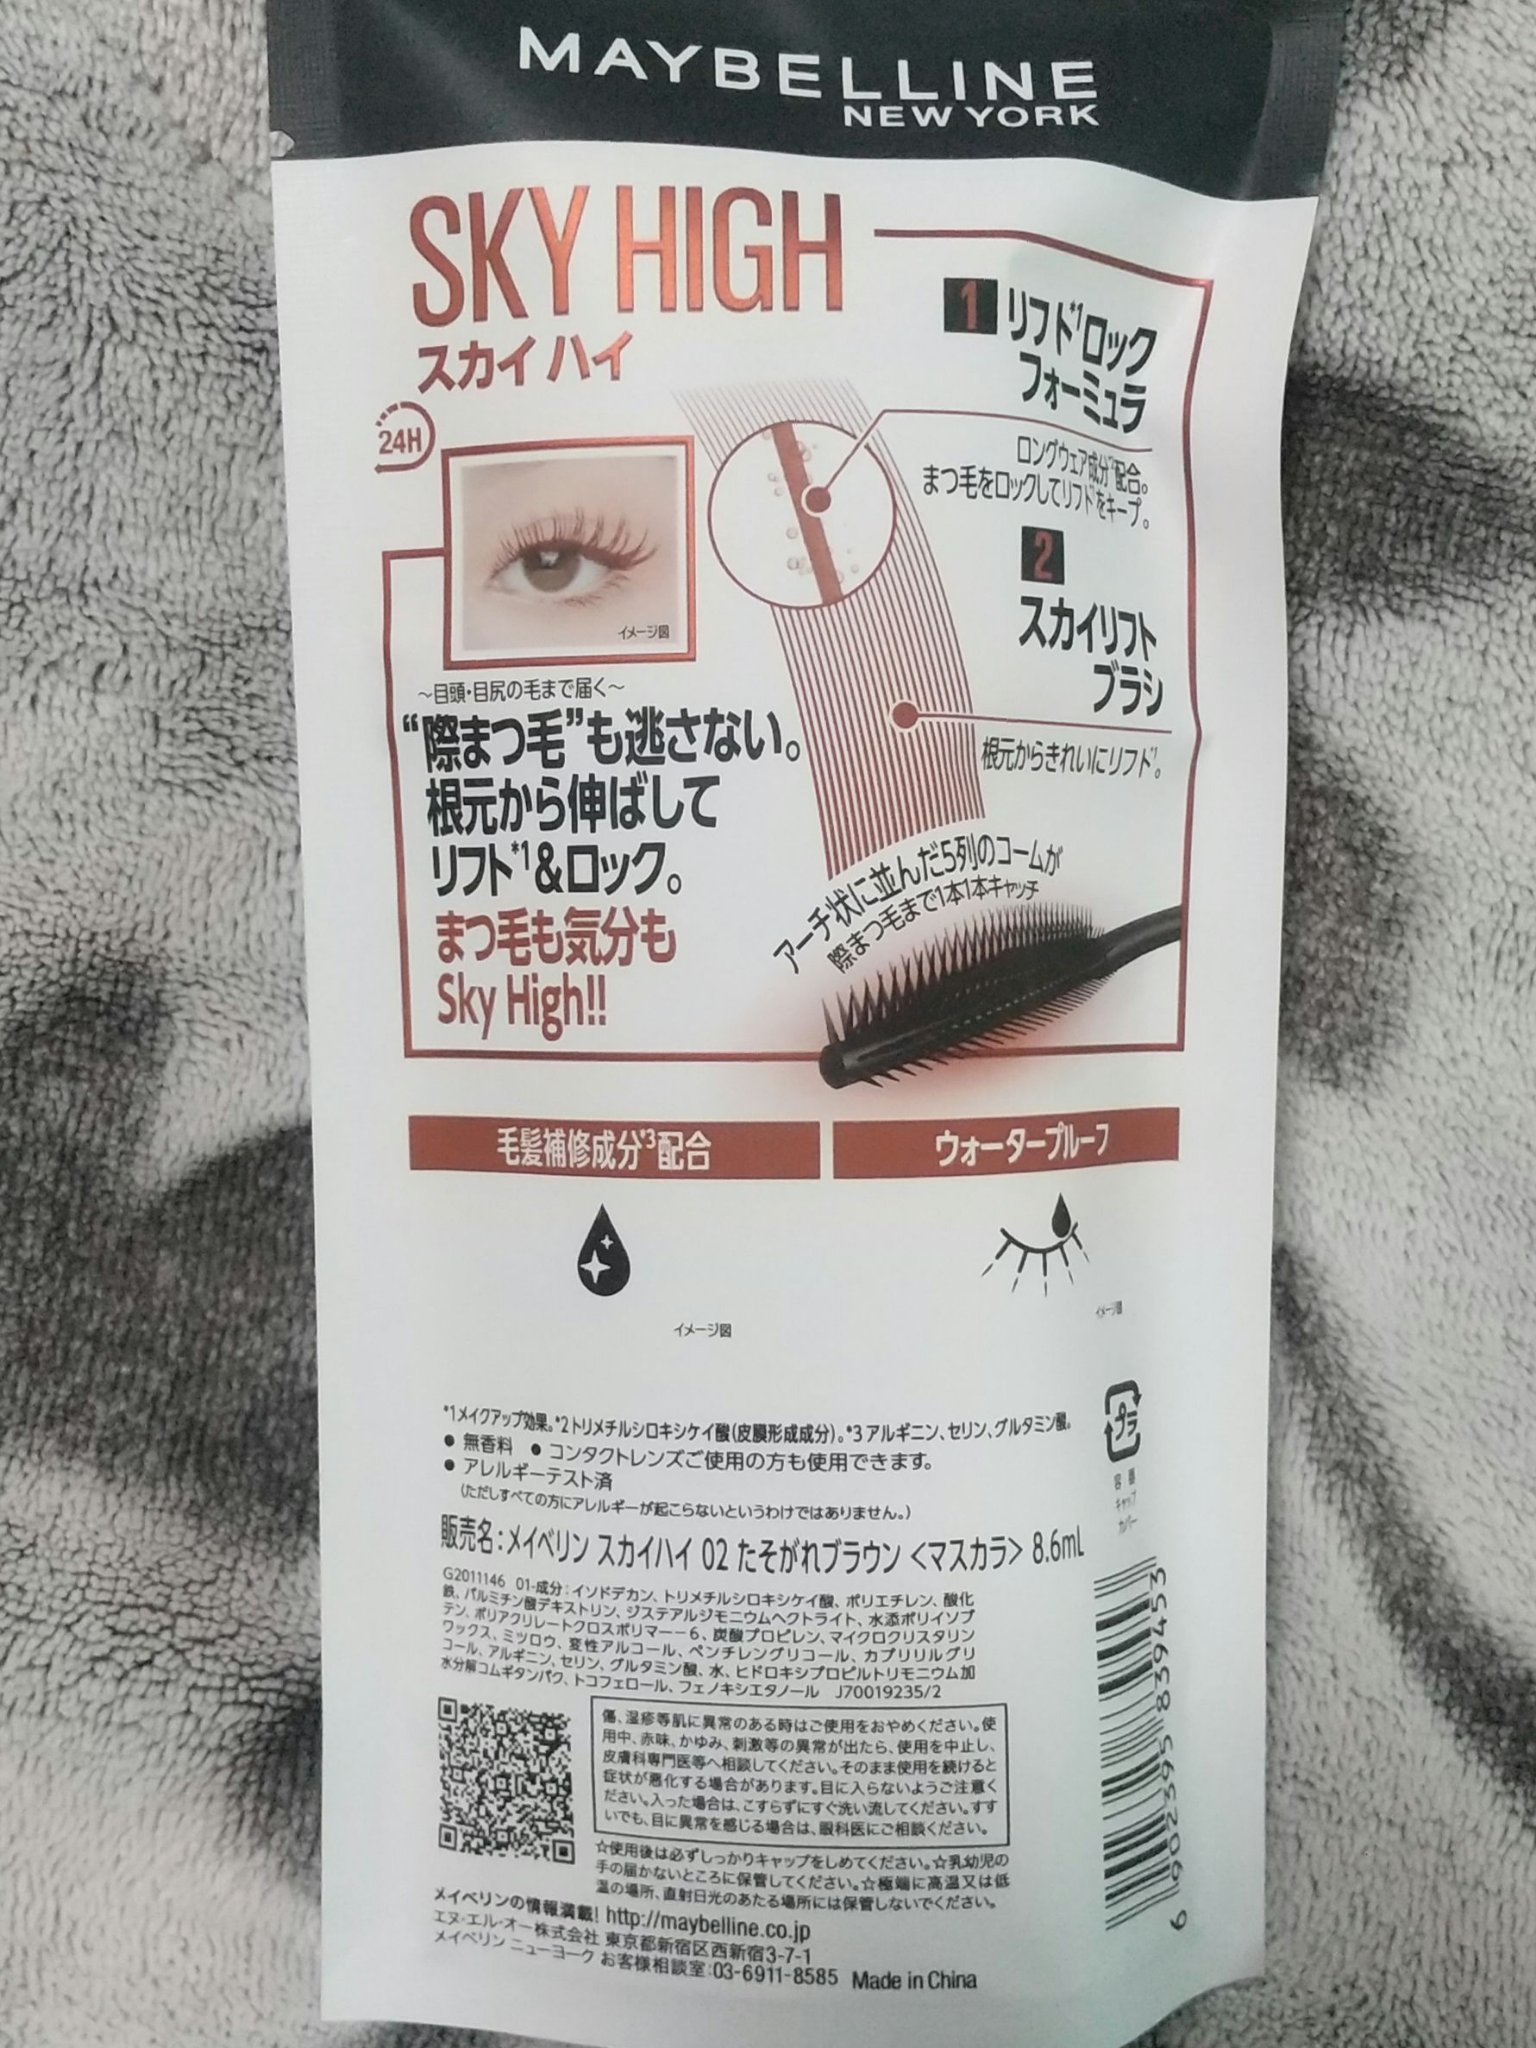 MAYBELLINE
NEW YORK
SKY HIGH
スカイ ハイ
24H
イメージ図
1 リフト*1ロック
フォーミュラ
ロングウェア成分*2配合。
まつ毛をロックしてリフト*1をキープ。
2
スカイリフト
ブラシ
根元からきれいにリフト*1。
〜目頭・目尻の毛まで届く〜
“際まつ毛”も逃さない。
根元から伸ばして
リフト*1&ロック。
まつ毛も気分も
Sky High!!
アーチ状に並んだ5列のコームが
際まつ毛まで1本1本キャッチ
毛髪補修成分*3配合
ウォータープルーフ
イメージ図
イメージ図
*1メイクアップ効果。*2トリメチルシロキシケイ酸(皮膜形成成分)。*3 アルギニン、セリン、グルタミン酸。
● 無香料 ● コンタクトレンズご使用の方も使用できます。
● アレルギーテスト済
(ただしすべての方にアレルギーが起こらないというわけではありません。)
プラ
容器
キャップ
カバー
販売名:メイベリン スカイハイ 02 たそがれブラウン <マスカラ> 8.6mL
G2011146 01-成分:イソドデカン、トリメチルシロキシケイ酸、ポリエチレン、酸化
鉄、パルミチン酸デキストリン、ジステアルジモニウムヘクトライト、水添ポリイソブ
テン、ポリアクリレートクロスポリマー-6、炭酸プロピレン、マイクロクリスタリン
ワックス、ミツロウ、変性アルコール、ペンチレングリコール、カプリリルグリ
コール、アルギニン、セリン、グルタミン酸、水、ヒドロキシプロピルトリモニウム加
水分解コムギタンパク、トコフェロール、フェノキシエタノール J70019235/2
傷、湿疹等肌に異常のある時はご使用をおやめください。使
用中、赤味、かゆみ、刺激等の異常が出たら、使用を中止し、
皮膚科専門医等へ相談してください。そのまま使用を続けると
症状が悪化する場合があります。目に入らないようご注意く
ださい。入った場合は、こすらずにすぐ洗い流してください。すす
いでも、目に異常を感じる場合は、眼科医にご相談ください。
☆使用後は必ずしっかりキャップをしめてください。☆乳幼児の
手の届かないところに保管してください。☆極端に高温又は低
温の場所、直射日光のあたる場所には保管しないでください。
メイベリンの情報満載! http://maybelline.co.jp
エヌ・エル・オー株式会社 東京都新宿区西新宿3-7-1
メイベリン ニューヨーク お客様相談室:03-6911-8585 Made in China
6 902395 839453